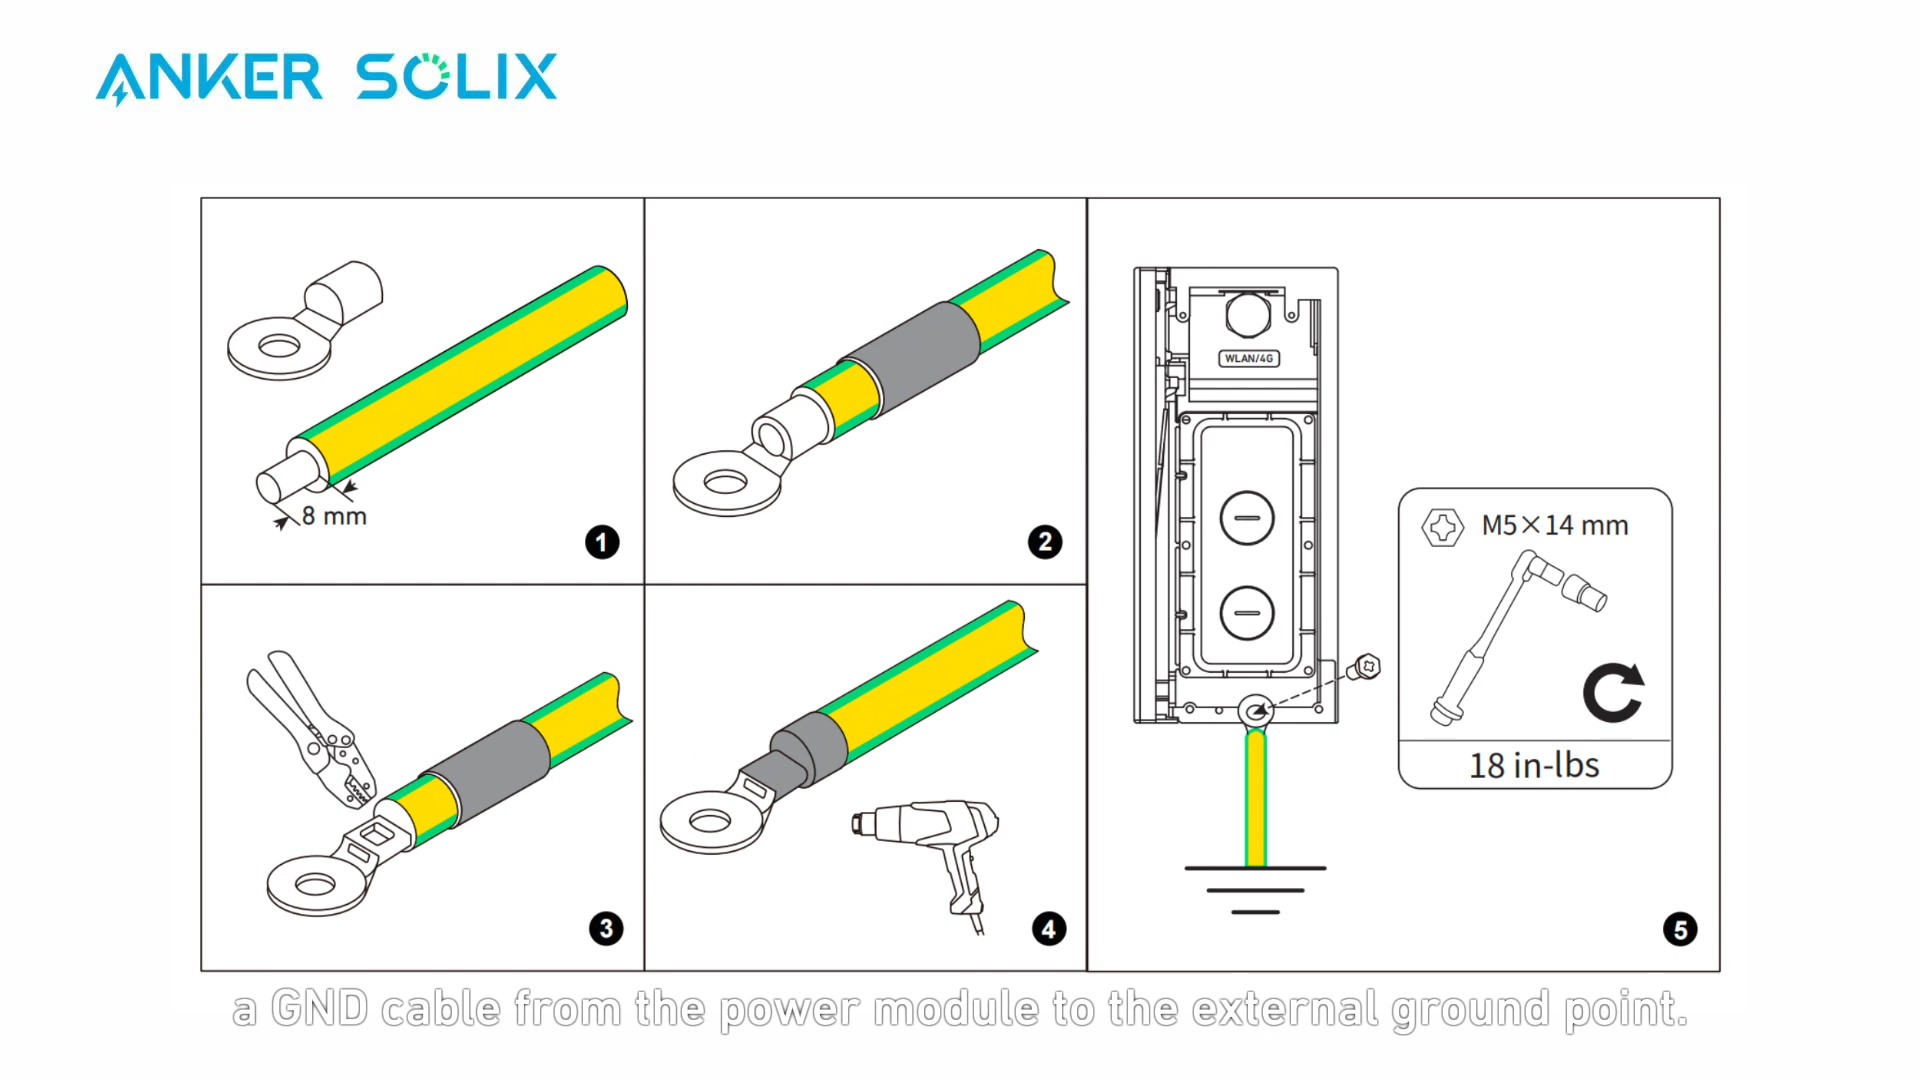 ANKER SOLIX
8 mm
1
2
3
4
WLAN/4G
M5×14 mm
18 in-lbs
5
a GND cable from the power module to the external ground point.